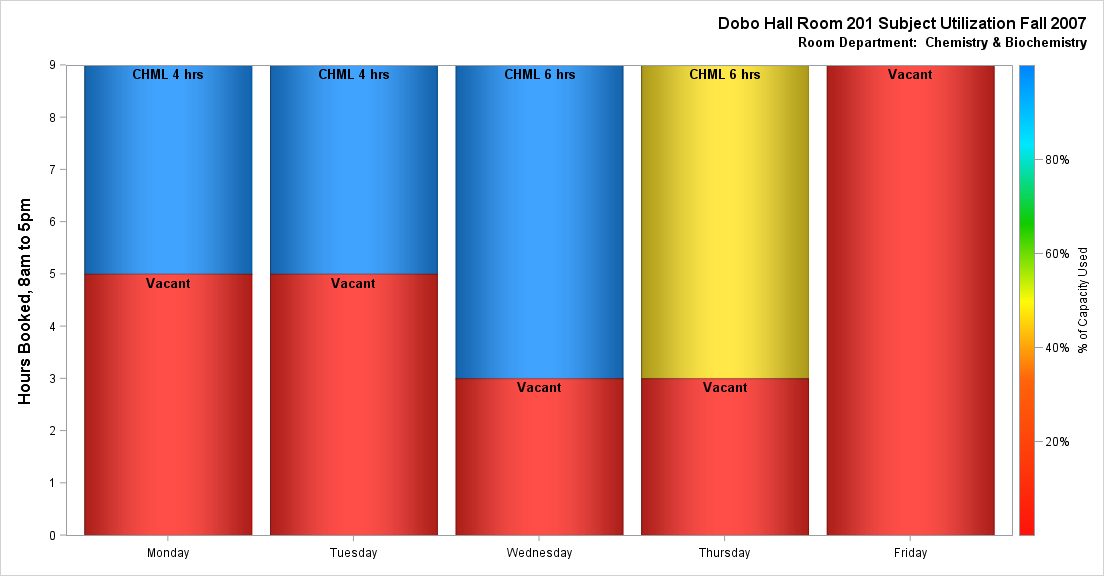 Dobo Hall Room 201 Subject Utilization Fall 2007
Room Department: Chemistry & Biochemistry
Hours Booked, 8am to 5pm
9
8
7
6
5
4
3
2
1
0
CHML 4 hrs
Vacant
CHML 4 hrs
Vacant
CHML 6 hrs
Vacant
CHML 6 hrs
Vacant
Vacant
Monday
Tuesday
Wednesday
Thursday
Friday
80%
60%
40%
20%
% of Capacity Used